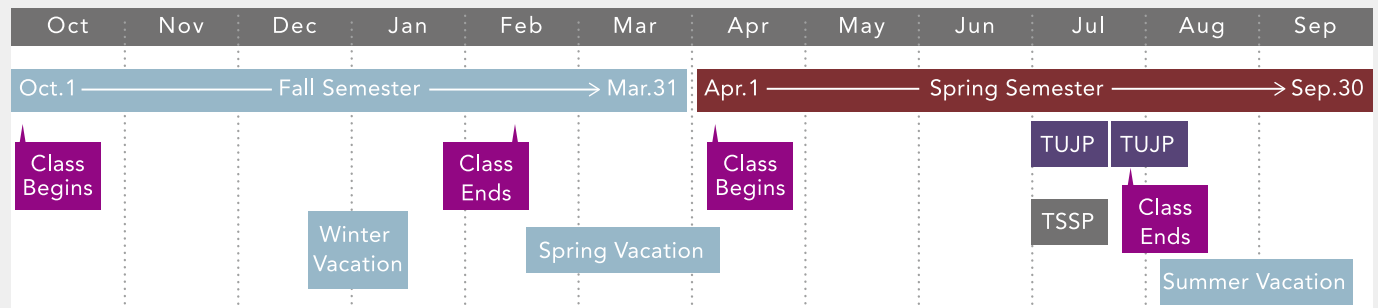 Oct Nov Dec Jan Feb Mar Apr May Jun Jul Aug Sep
Oct.1 Fall Semester Mar.31 Apr.1 Spring Semester Sep.30
Class
Begins
Class
Ends
Class
Begins
TUJP TUJP
TSSP
Class
Ends
Winter
Vacation
Spring Vacation
Summer Vacation